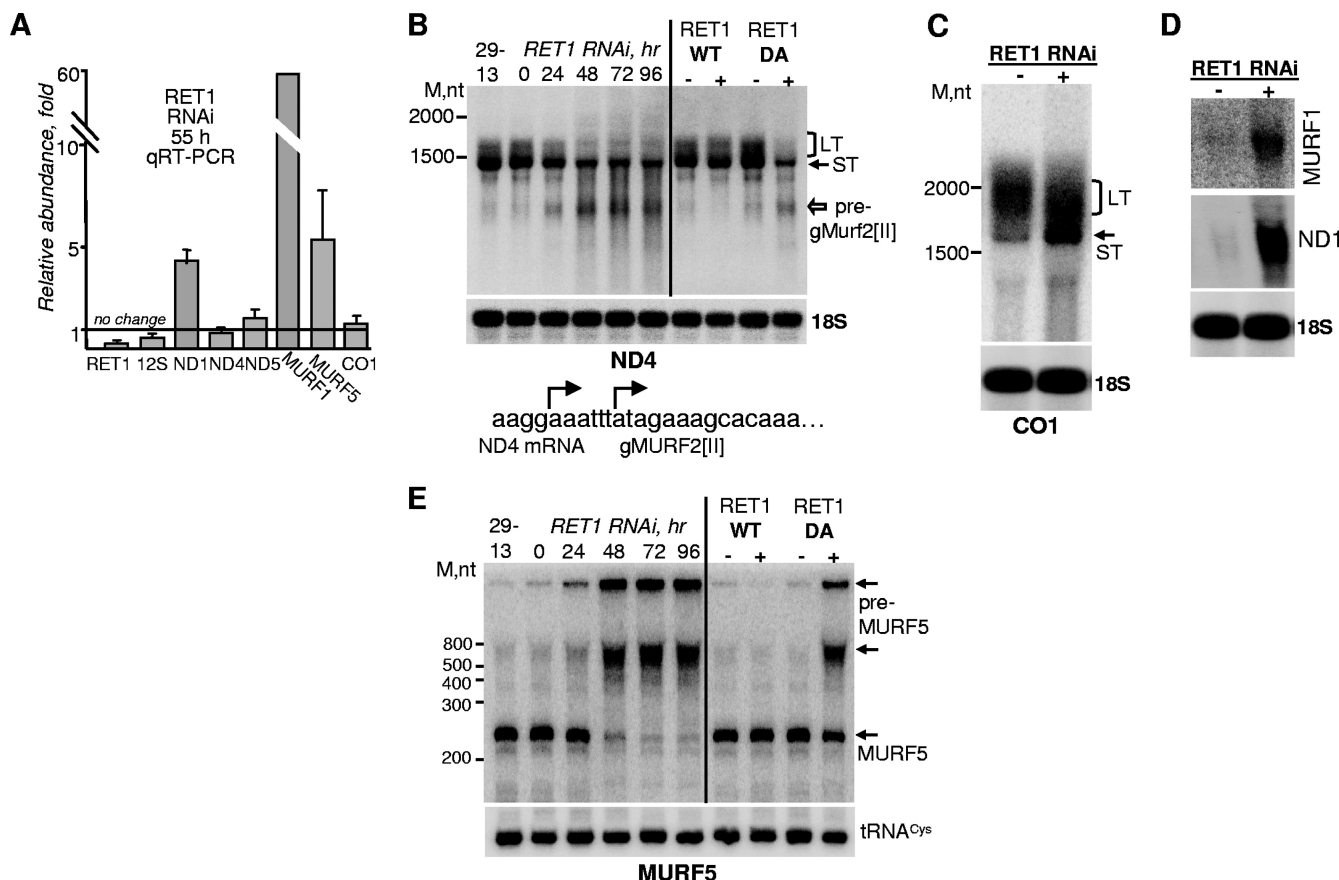 A
Relative abundance, fold
60
10
5
1
RET1
RNAi
55 h
qRT-PCR
no change
RET1 12S ND1 ND4 ND5 MURF1 MURF5 CO1
B
29-
13
RET1 RNAi, hr
0 24 48 72 96
RET1
WT
- +
RET1
DA
- +
M,nt
2000
1500
LT
ST
pre-
gMurf2[II]
18S
ND4
aaggaaatttatagaaagcacaaa...
ND4 mRNA gMURF2[II]
C
RET1 RNAi
- +
M,nt
2000
1500
LT
ST
18S
CO1
D
RET1 RNAi
- +
MURF1
ND1
18S
E
29-
13
RET1 RNAi, hr
0 24 48 72 96
RET1
WT
- +
RET1
DA
- +
M,nt
800
500
400
300
200
pre-
MURF5
MURF5
tRNACys
MURF5